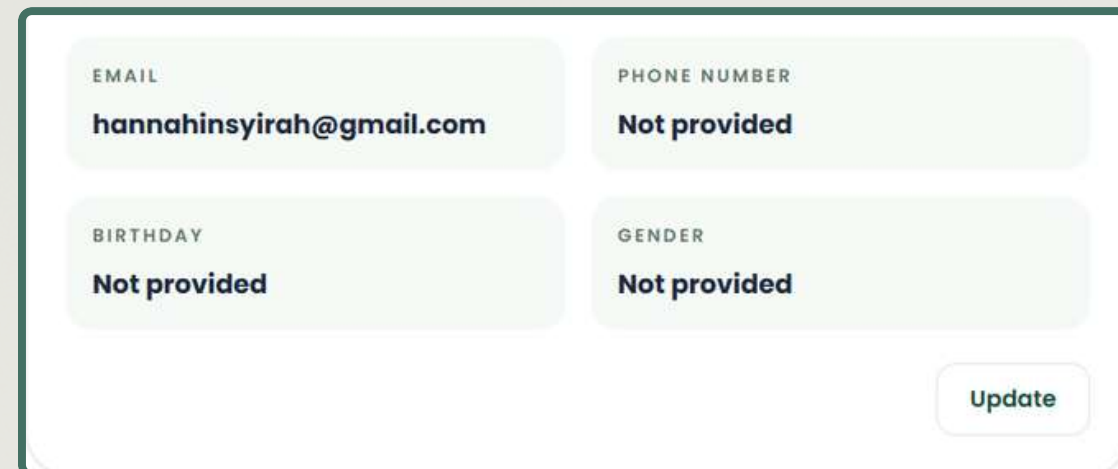 EMAIL
hannahinsyirah@gmail.com
PHONE NUMBER
Not provided
BIRTHDAY
Not provided
GENDER
Not provided
Update